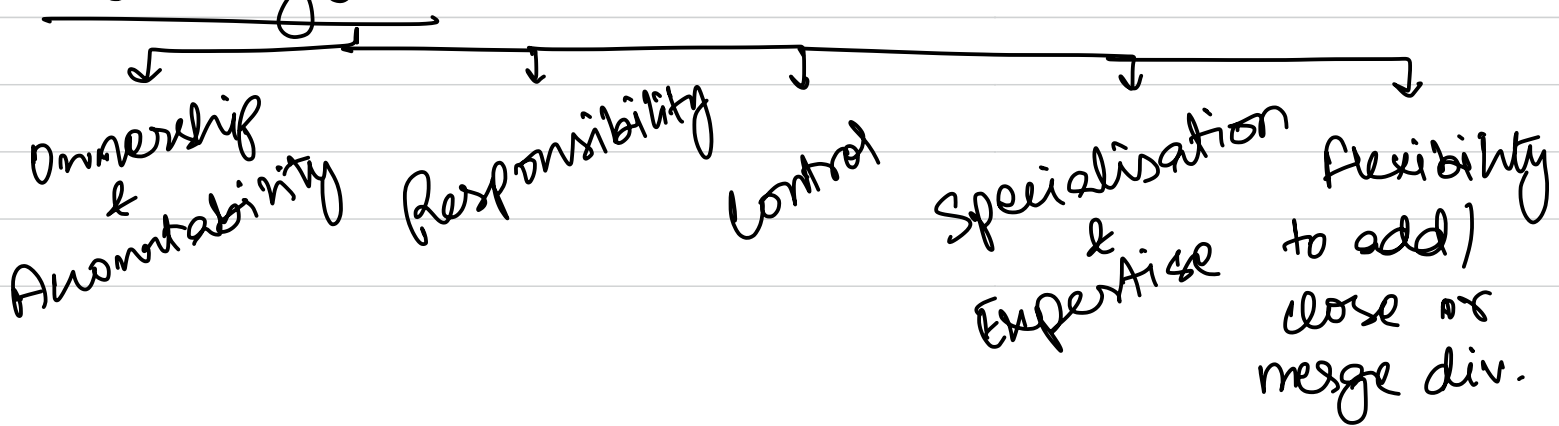 Ownership
&
Accountability
Responsibility
Control
Specialisation
&
Expertise
flexibility
to add /
close or
merge div.